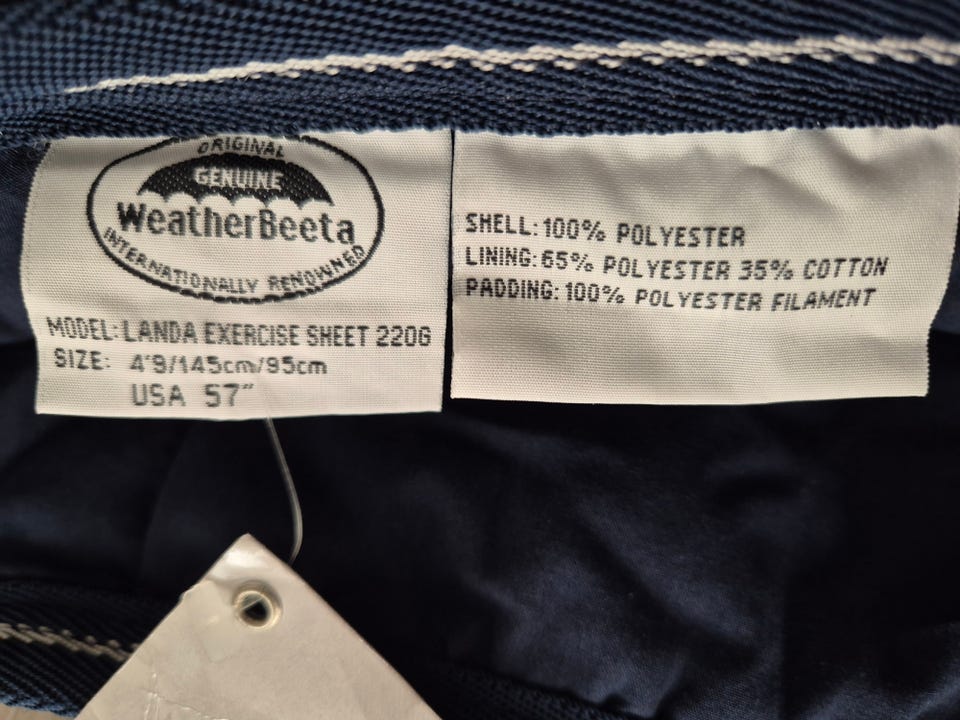 ORIGINAL
GENUINE
WeatherBeeta
INTERNATIONALLY RENOWNED
MODEL: LANDA EXERCISE SHEET 220G
SIZE: 4'9/145cm/95cm
USA 57"
SHELL: 100% POLYESTER
LINING: 65% POLYESTER 35% COTTON
PADDING: 100% POLYESTER FILAMENT